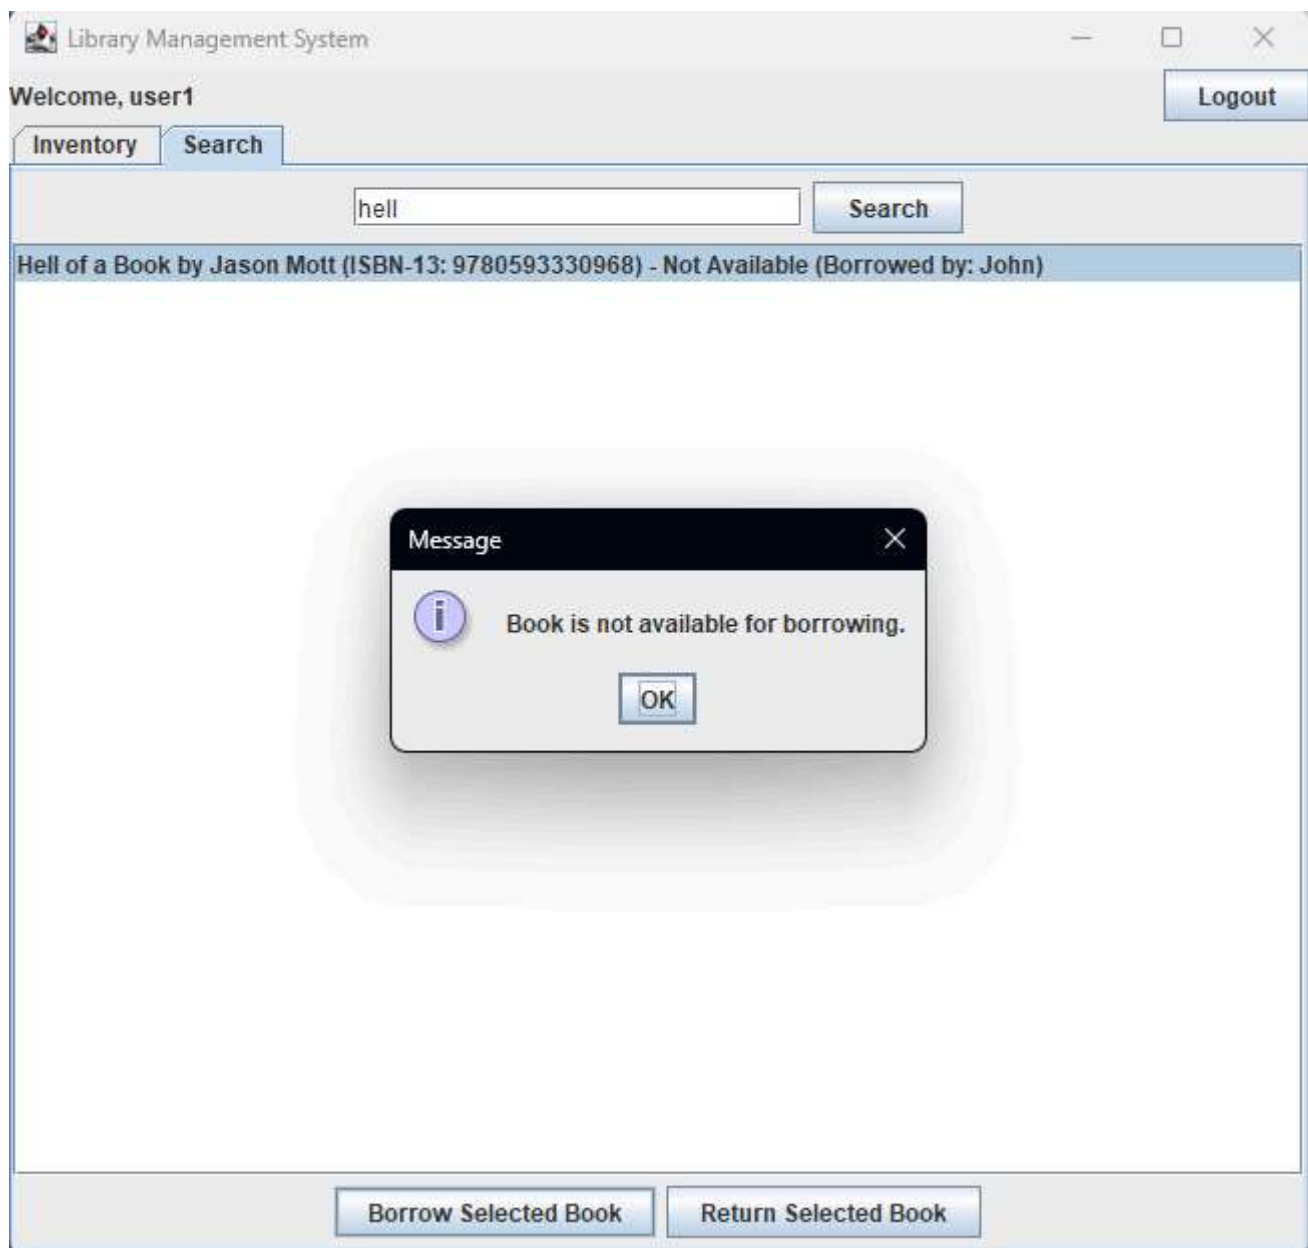 Library Management System
Welcome, user1
Logout
Inventory
Search
hell
Search
Hell of a Book by Jason Mott (ISBN-13: 9780593330968) - Not Available (Borrowed by: John)
Message
Book is not available for borrowing.
OK
Borrow Selected Book
Return Selected Book